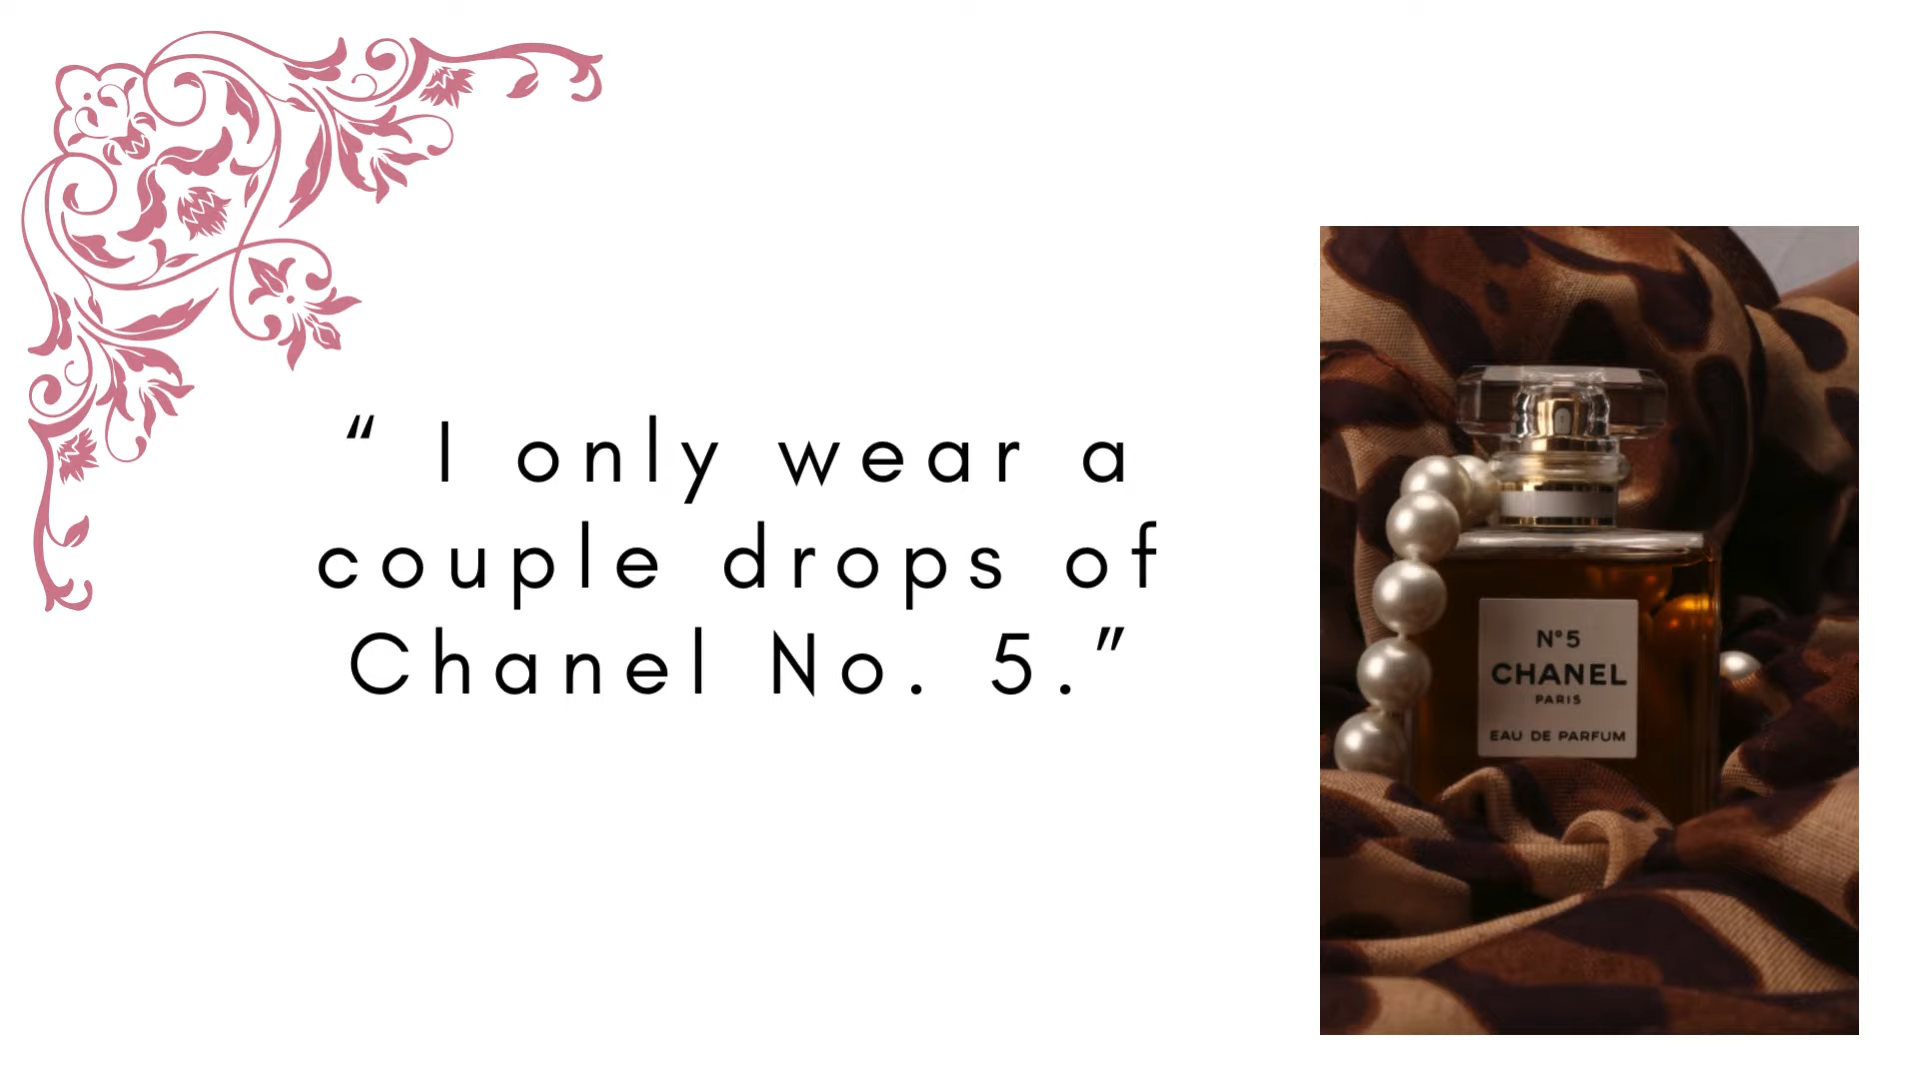 “ I only wear a
couple drops of
Chanel No. 5.”
N°5
CHANEL
PARIS
EAU DE PARFUM